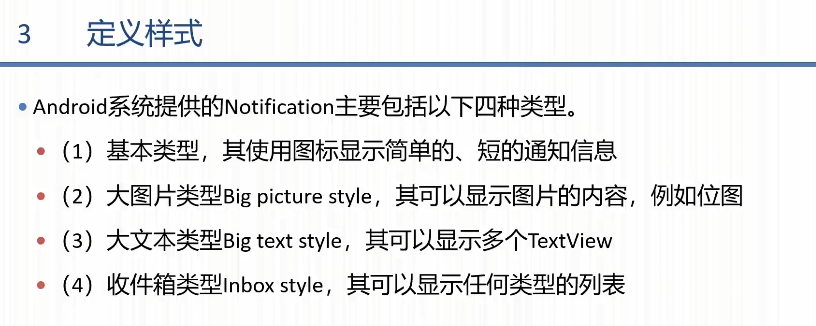 3 定义样式
•Android系统提供的Notification主要包括以下四种类型。
•（1）基本类型，其使用图标显示简单的、短的通知信息
•（2）大图片类型Big picture style，其可以显示图片的内容，例如位图
•（3）大文本类型Big text style，其可以显示多个TextView
•（4）收件箱类型Inbox style，其可以显示任何类型的列表